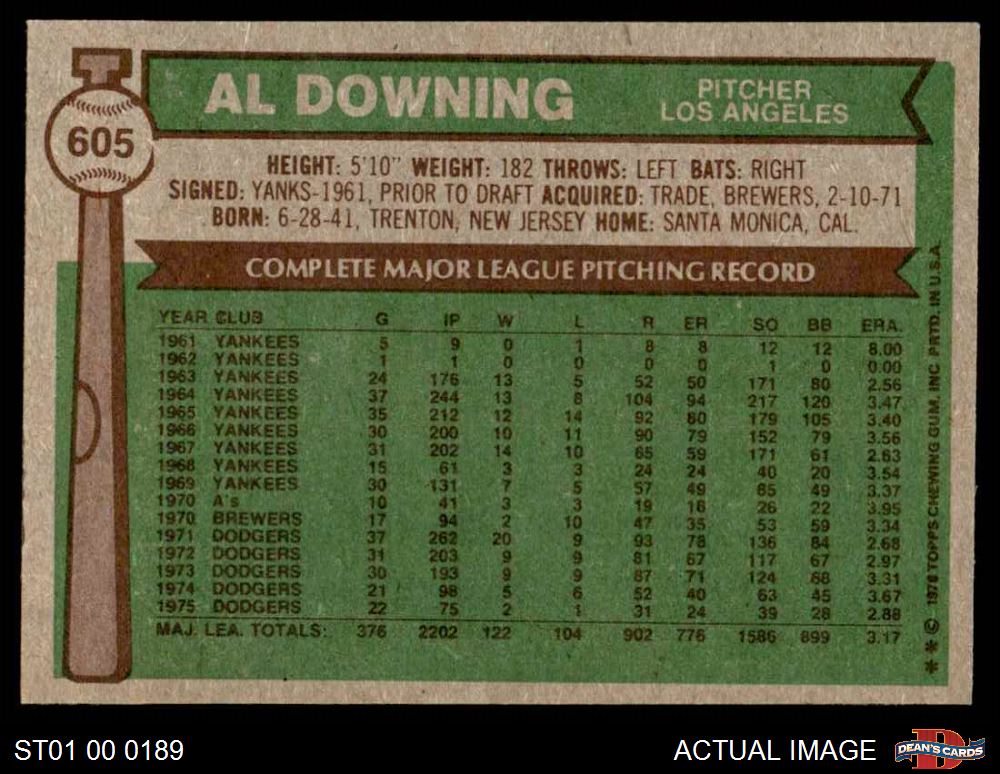 605
AL DOWNING
PITCHER
LOS ANGELES
HEIGHT: 5'10" WEIGHT: 182 THROWS: LEFT BATS: RIGHT
SIGNED: YANKS-1961, PRIOR TO DRAFT ACQUIRED: TRADE, BREWERS, 2-10-71
BORN: 6-28-41, TRENTON, NEW JERSEY HOME: SANTA MONICA, CAL.
COMPLETE MAJOR LEAGUE PITCHING RECORD
YEAR CLUB G IP W L R ER SO BB ERA.
1961 YANKEES 5 9 0 1 8 8 12 12 8.00
1962 YANKEES 1 1 0 0 0 0 1 0 0.00
1963 YANKEES 24 176 13 5 52 50 171 80 2.56
1964 YANKEES 37 244 13 8 104 94 217 120 3.47
1965 YANKEES 35 212 12 14 92 80 179 105 3.40
1966 YANKEES 30 200 10 11 90 79 152 79 3.56
1967 YANKEES 31 202 14 10 65 59 171 61 2.63
1968 YANKEES 15 61 3 3 24 24 40 20 3.54
1969 YANKEES 30 131 7 5 57 49 85 49 3.37
1970 A's 10 41 3 3 19 18 26 22 3.95
1970 BREWERS 17 94 2 10 47 35 53 59 3.34
1971 DODGERS 37 262 20 9 93 78 136 84 2.68
1972 DODGERS 31 203 9 9 81 67 117 67 2.97
1973 DODGERS 30 193 9 9 87 71 124 68 3.31
1974 DODGERS 21 98 5 6 52 40 63 45 3.67
1975 DODGERS 22 75 2 1 31 24 39 28 2.88
MAJ. LEA. TOTALS: 376 2202 122 104 902 776 1586 899 3.17
* * © 1976 TOPPS CHEWING GUM, INC PRTD. IN U.S.A.
ST01 00 0189
ACTUAL IMAGE
D
DEAN'S CARDS